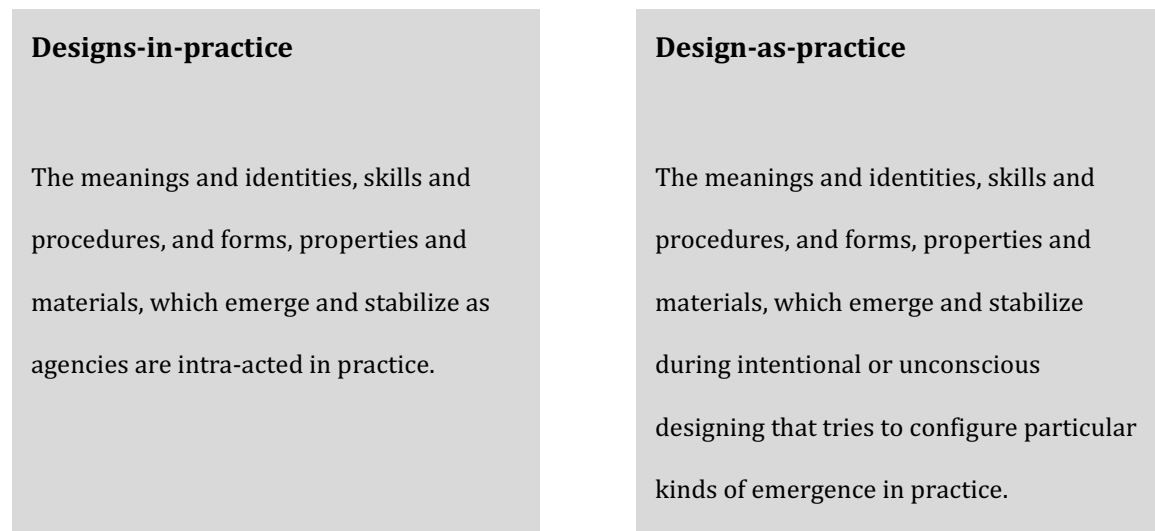 Designs-in-practice
The meanings and identities, skills and
procedures, and forms, properties and
materials, which emerge and stabilize as
agencies are intra-acted in practice.
Design-as-practice
The meanings and identities, skills and
procedures, and forms, properties and
materials, which emerge and stabilize
during intentional or unconscious
designing that tries to configure particular
kinds of emergence in practice.